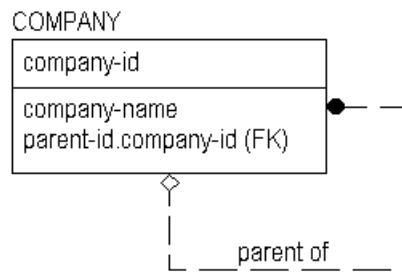 COMPANY
company-id
company-name
parent-id.company-id (FK)
parent of